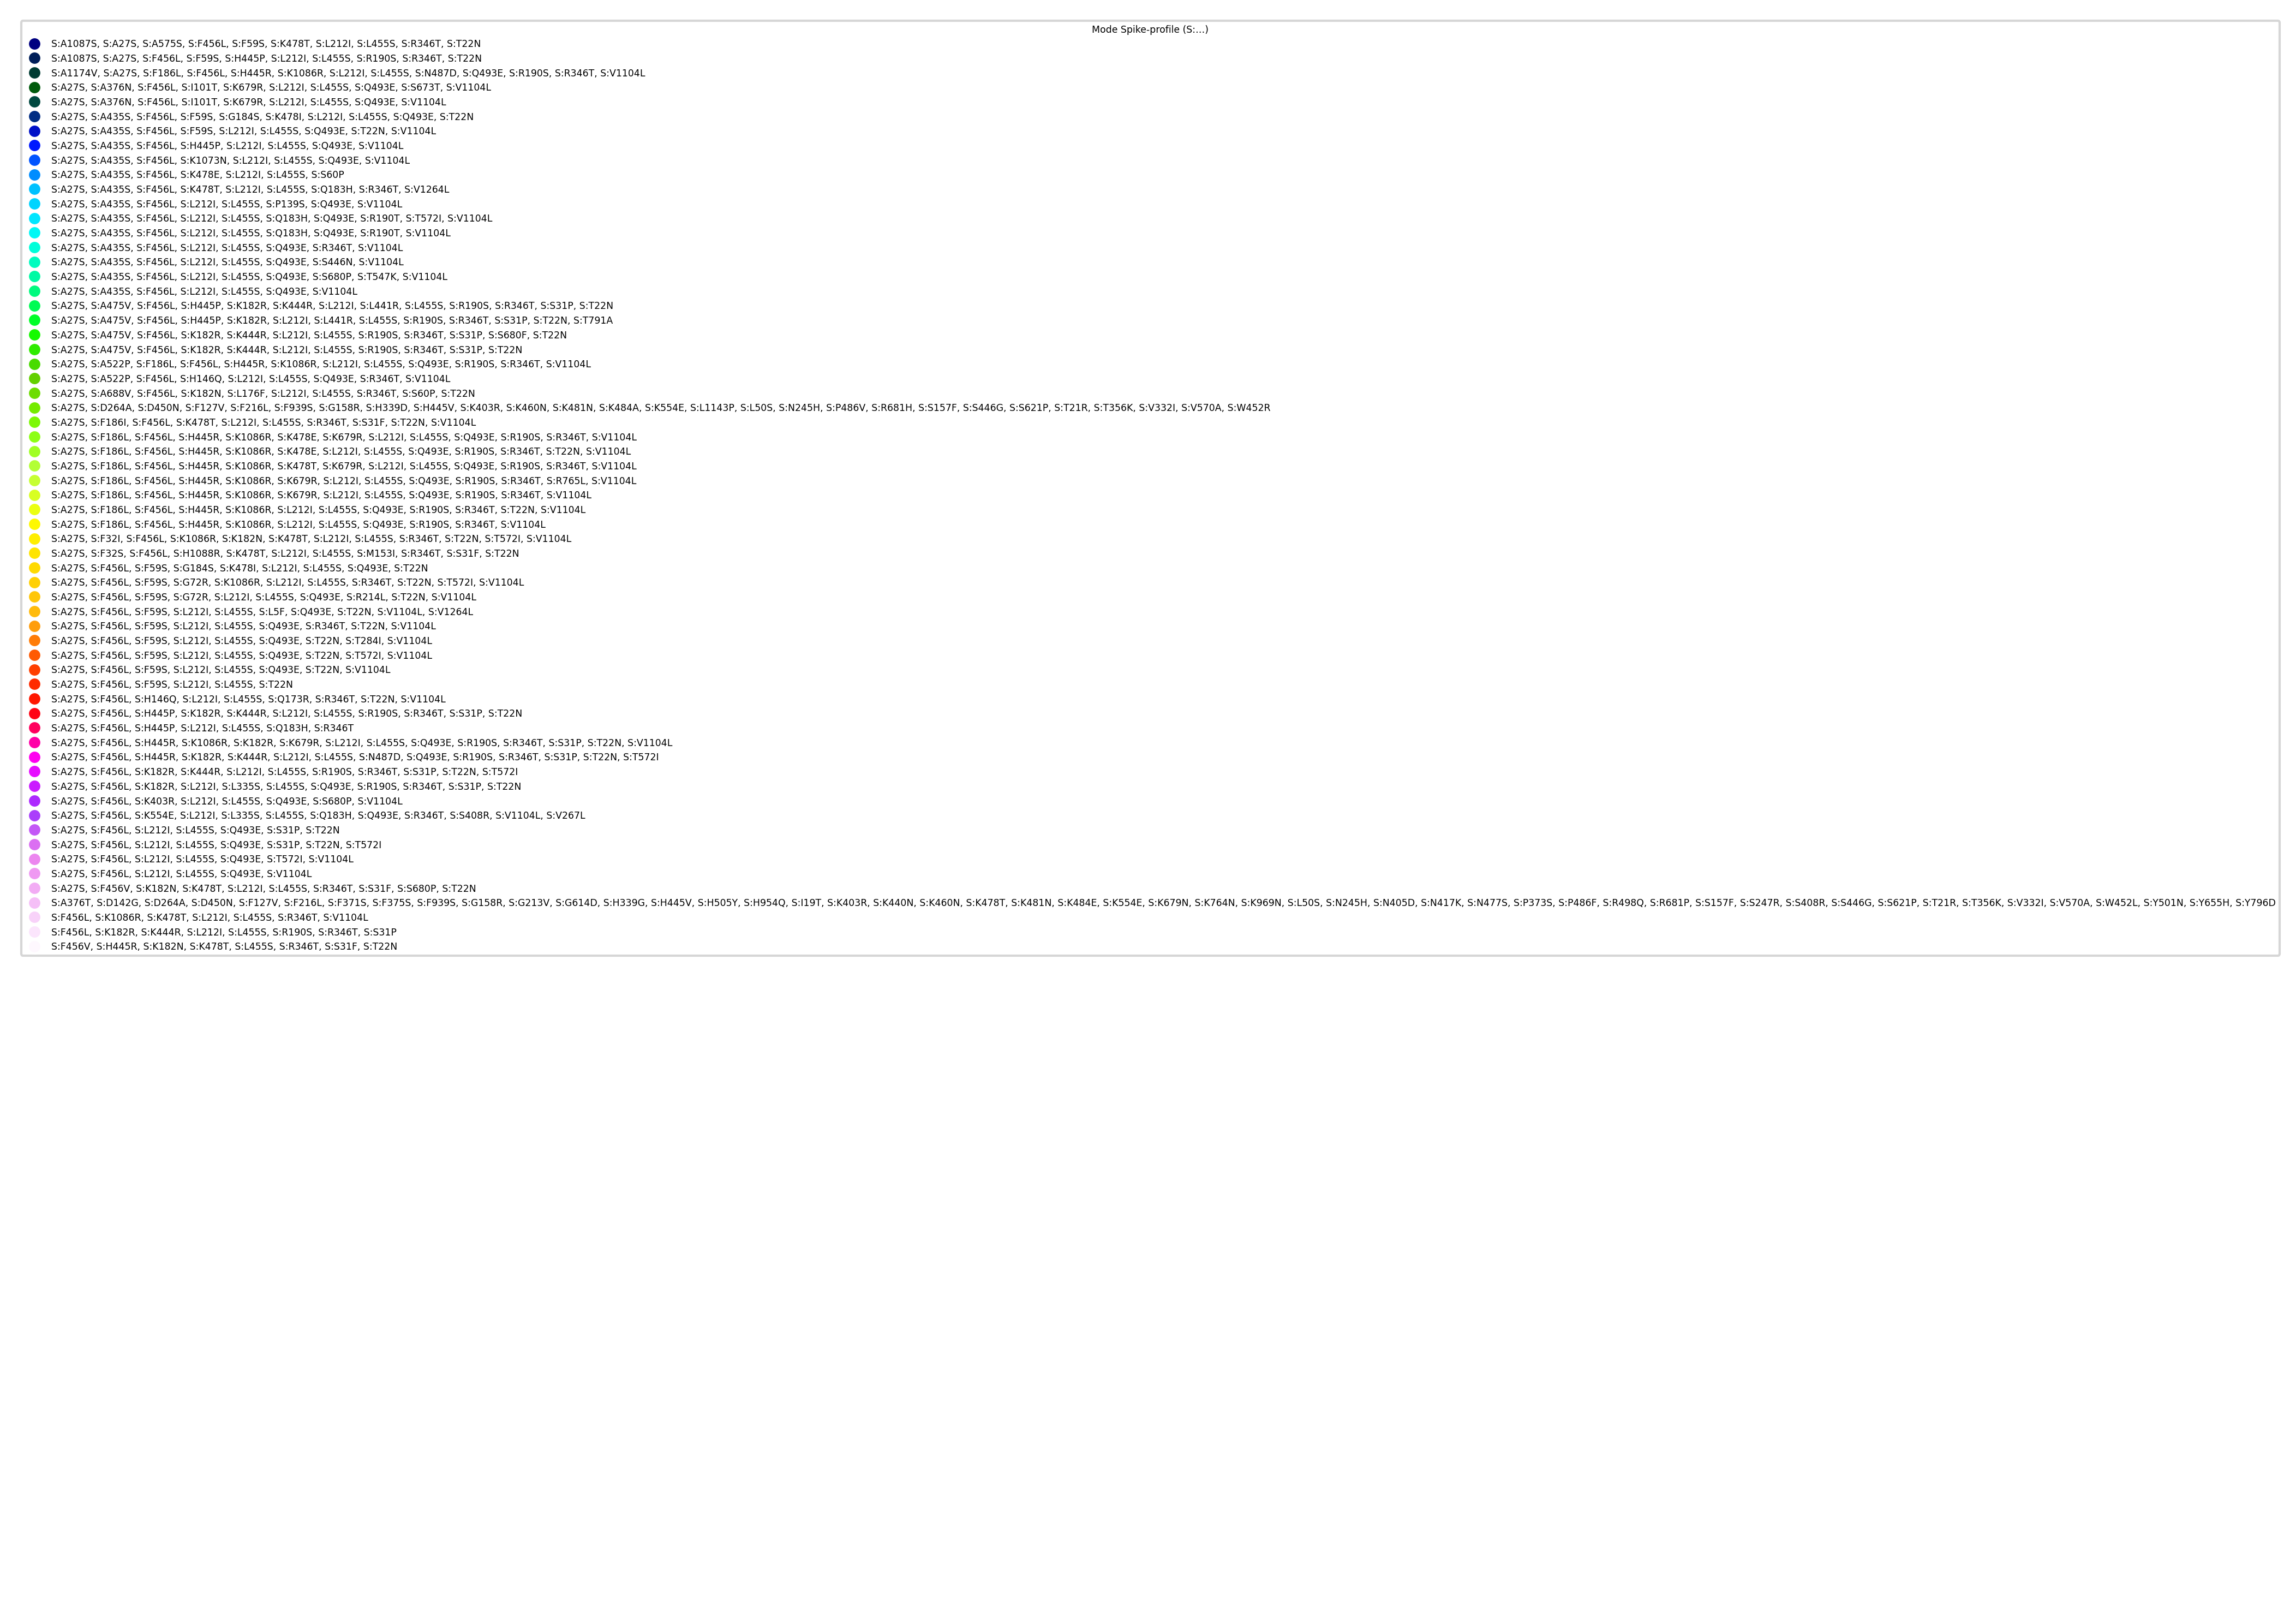 Mode Spike-profile (S:...)
S:A1087S, S:A27S, S:A575S, S:F456L, S:F59S, S:K478T, S:L212I, S:L455S, S:R346T, S:T22N
S:A1087S, S:A27S, S:F456L, S:F59S, S:H445P, S:L212I, S:L455S, S:R190S, S:R346T, S:T22N
S:A1174V, S:A27S, S:F186L, S:F456L, S:H445R, S:K1086R, S:L212I, S:L455S, S:N487D, S:Q493E, S:R190S, S:R346T, S:V1104L
S:A27S, S:A376N, S:F456L, S:I101T, S:K679R, S:L212I, S:L455S, S:Q493E, S:S673T, S:V1104L
S:A27S, S:A376N, S:F456L, S:I101T, S:K679R, S:L212I, S:L455S, S:Q493E, S:V1104L
S:A27S, S:A435S, S:F456L, S:F59S, S:G184S, S:K478I, S:L212I, S:L455S, S:Q493E, S:T22N
S:A27S, S:A435S, S:F456L, S:F59S, S:L212I, S:L455S, S:Q493E, S:T22N, S:V1104L
S:A27S, S:A435S, S:F456L, S:H445P, S:L212I, S:L455S, S:Q493E, S:V1104L
S:A27S, S:A435S, S:F456L, S:K1073N, S:L212I, S:L455S, S:Q493E, S:V1104L
S:A27S, S:A435S, S:F456L, S:K478E, S:L212I, S:L455S, S:S60P
S:A27S, S:A435S, S:F456L, S:K478T, S:L212I, S:L455S, S:Q183H, S:R346T, S:V1264L
S:A27S, S:A435S, S:F456L, S:L212I, S:L455S, S:P139S, S:Q493E, S:V1104L
S:A27S, S:A435S, S:F456L, S:L212I, S:L455S, S:Q183H, S:Q493E, S:R190T, S:T572I, S:V1104L
S:A27S, S:A435S, S:F456L, S:L212I, S:L455S, S:Q183H, S:Q493E, S:R190T, S:V1104L
S:A27S, S:A435S, S:F456L, S:L212I, S:L455S, S:Q493E, S:R346T, S:V1104L
S:A27S, S:A435S, S:F456L, S:L212I, S:L455S, S:Q493E, S:S446N, S:V1104L
S:A27S, S:A435S, S:F456L, S:L212I, S:L455S, S:Q493E, S:S680P, S:T547K, S:V1104L
S:A27S, S:A435S, S:F456L, S:L212I, S:L455S, S:Q493E, S:V1104L
S:A27S, S:A475V, S:F456L, S:H445P, S:K182R, S:K444R, S:L212I, S:L441R, S:L455S, S:R190S, S:R346T, S:S31P, S:T22N
S:A27S, S:A475V, S:F456L, S:H445P, S:K182R, S:L212I, S:L441R, S:L455S, S:R190S, S:R346T, S:S31P, S:T22N, S:T791A
S:A27S, S:A475V, S:F456L, S:K182R, S:K444R, S:L212I, S:L455S, S:R190S, S:R346T, S:S31P, S:S680F, S:T22N
S:A27S, S:A475V, S:F456L, S:K182R, S:K444R, S:L212I, S:L455S, S:R190S, S:R346T, S:S31P, S:T22N
S:A27S, S:A522P, S:F186L, S:F456L, S:H445R, S:K1086R, S:L212I, S:L455S, S:Q493E, S:R190S, S:R346T, S:V1104L
S:A27S, S:A522P, S:F456L, S:H146Q, S:L212I, S:L455S, S:Q493E, S:R346T, S:V1104L
S:A27S, S:A688V, S:F456L, S:K182N, S:L176F, S:L212I, S:L455S, S:R346T, S:S60P, S:T22N
S:A27S, S:D264A, S:D450N, S:F127V, S:F216L, S:F939S, S:G158R, S:H339D, S:H445V, S:K403R, S:K460N, S:K481N, S:K484A, S:K554E, S:L1143P, S:L50S, S:N245H, S:P486V, S:R681H, S:S157F, S:S446G, S:S621P, S:T21R, S:T356K, S:V332I, S:V570A, S:W452R
S:A27S, S:F186I, S:F456L, S:K478T, S:L212I, S:L455S, S:R346T, S:S31F, S:T22N, S:V1104L
S:A27S, S:F186L, S:F456L, S:H445R, S:K1086R, S:K478E, S:K679R, S:L212I, S:L455S, S:Q493E, S:R190S, S:R346T, S:V1104L
S:A27S, S:F186L, S:F456L, S:H445R, S:K1086R, S:K478E, S:L212I, S:L455S, S:Q493E, S:R190S, S:R346T, S:T22N, S:V1104L
S:A27S, S:F186L, S:F456L, S:H445R, S:K1086R, S:K478T, S:K679R, S:L212I, S:L455S, S:Q493E, S:R190S, S:R346T, S:V1104L
S:A27S, S:F186L, S:F456L, S:H445R, S:K1086R, S:K679R, S:L212I, S:L455S, S:Q493E, S:R190S, S:R346T, S:R765L, S:V1104L
S:A27S, S:F186L, S:F456L, S:H445R, S:K1086R, S:K679R, S:L212I, S:L455S, S:Q493E, S:R190S, S:R346T, S:V1104L
S:A27S, S:F186L, S:F456L, S:H445R, S:K1086R, S:L212I, S:L455S, S:Q493E, S:R190S, S:R346T, S:T22N, S:V1104L
S:A27S, S:F186L, S:F456L, S:H445R, S:K1086R, S:L212I, S:L455S, S:Q493E, S:R190S, S:R346T, S:V1104L
S:A27S, S:F32I, S:F456L, S:K1086R, S:K182N, S:K478T, S:L212I, S:L455S, S:R346T, S:T22N, S:T572I, S:V1104L
S:A27S, S:F32S, S:F456L, S:H1088R, S:K478T, S:L212I, S:L455S, S:M153I, S:R346T, S:S31F, S:T22N
S:A27S, S:F456L, S:F59S, S:G184S, S:K478I, S:L212I, S:L455S, S:Q493E, S:T22N
S:A27S, S:F456L, S:F59S, S:G72R, S:K1086R, S:L212I, S:L455S, S:R346T, S:T22N, S:T572I, S:V1104L
S:A27S, S:F456L, S:F59S, S:G72R, S:L212I, S:L455S, S:Q493E, S:R214L, S:T22N, S:V1104L
S:A27S, S:F456L, S:F59S, S:L212I, S:L455S, S:L5F, S:Q493E, S:T22N, S:V1104L, S:V1264L
S:A27S, S:F456L, S:F59S, S:L212I, S:L455S, S:Q493E, S:R346T, S:T22N, S:V1104L
S:A27S, S:F456L, S:F59S, S:L212I, S:L455S, S:Q493E, S:T22N, S:T284I, S:V1104L
S:A27S, S:F456L, S:F59S, S:L212I, S:L455S, S:Q493E, S:T22N, S:T572I, S:V1104L
S:A27S, S:F456L, S:F59S, S:L212I, S:L455S, S:Q493E, S:T22N, S:V1104L
S:A27S, S:F456L, S:F59S, S:L212I, S:L455S, S:T22N
S:A27S, S:F456L, S:H146Q, S:L212I, S:L455S, S:Q173R, S:R346T, S:T22N, S:V1104L
S:A27S, S:F456L, S:H445P, S:K182R, S:K444R, S:L212I, S:L455S, S:R190S, S:R346T, S:S31P, S:T22N
S:A27S, S:F456L, S:H445P, S:L212I, S:L455S, S:Q183H, S:R346T
S:A27S, S:F456L, S:H445R, S:K1086R, S:K182R, S:K679R, S:L212I, S:L455S, S:Q493E, S:R190S, S:R346T, S:S31P, S:T22N, S:V1104L
S:A27S, S:F456L, S:H445R, S:K182R, S:K444R, S:L212I, S:L455S, S:N487D, S:Q493E, S:R190S, S:R346T, S:S31P, S:T22N, S:T572I
S:A27S, S:F456L, S:K182R, S:K444R, S:L212I, S:L455S, S:R190S, S:R346T, S:S31P, S:T22N, S:T572I
S:A27S, S:F456L, S:K182R, S:L212I, S:L335S, S:L455S, S:Q493E, S:R190S, S:R346T, S:S31P, S:T22N
S:A27S, S:F456L, S:K403R, S:L212I, S:L455S, S:Q493E, S:S680P, S:V1104L
S:A27S, S:F456L, S:K554E, S:L212I, S:L335S, S:L455S, S:Q183H, S:Q493E, S:R346T, S:S408R, S:V1104L, S:V267L
S:A27S, S:F456L, S:L212I, S:L455S, S:Q493E, S:S31P, S:T22N
S:A27S, S:F456L, S:L212I, S:L455S, S:Q493E, S:S31P, S:T22N, S:T572I
S:A27S, S:F456L, S:L212I, S:L455S, S:Q493E, S:T572I, S:V1104L
S:A27S, S:F456L, S:L212I, S:L455S, S:Q493E, S:V1104L
S:A27S, S:F456V, S:K182N, S:K478T, S:L212I, S:L455S, S:R346T, S:S31F, S:S680P, S:T22N
S:A376T, S:D142G, S:D264A, S:D450N, S:F127V, S:F216L, S:F371S, S:F375S, S:F939S, S:G158R, S:G213V, S:G614D, S:H339G, S:H445V, S:H505Y, S:H954Q, S:I19T, S:K403R, S:K440N, S:K460N, S:K478T, S:K481N, S:K484E, S:K554E, S:K679N, S:K764N, S:K969N, S:L50S, S:N245H, S:N405D, S:N417K, S:N477S, S:P373S, S:P486F, S:R498Q, S:R681P, S:S157F, S:S247R, S:S408R, S:S446G, S:S621P, S:T21R, S:T356K, S:V332I, S:V570A, S:W452L, S:Y501N, S:Y655H, S:Y796D
S:F456L, S:K1086R, S:K478T, S:L212I, S:L455S, S:R346T, S:V1104L
S:F456L, S:K182R, S:K444R, S:L212I, S:L455S, S:R190S, S:R346T, S:S31P
S:F456V, S:H445R, S:K182N, S:K478T, S:L455S, S:R346T, S:S31F, S:T22N